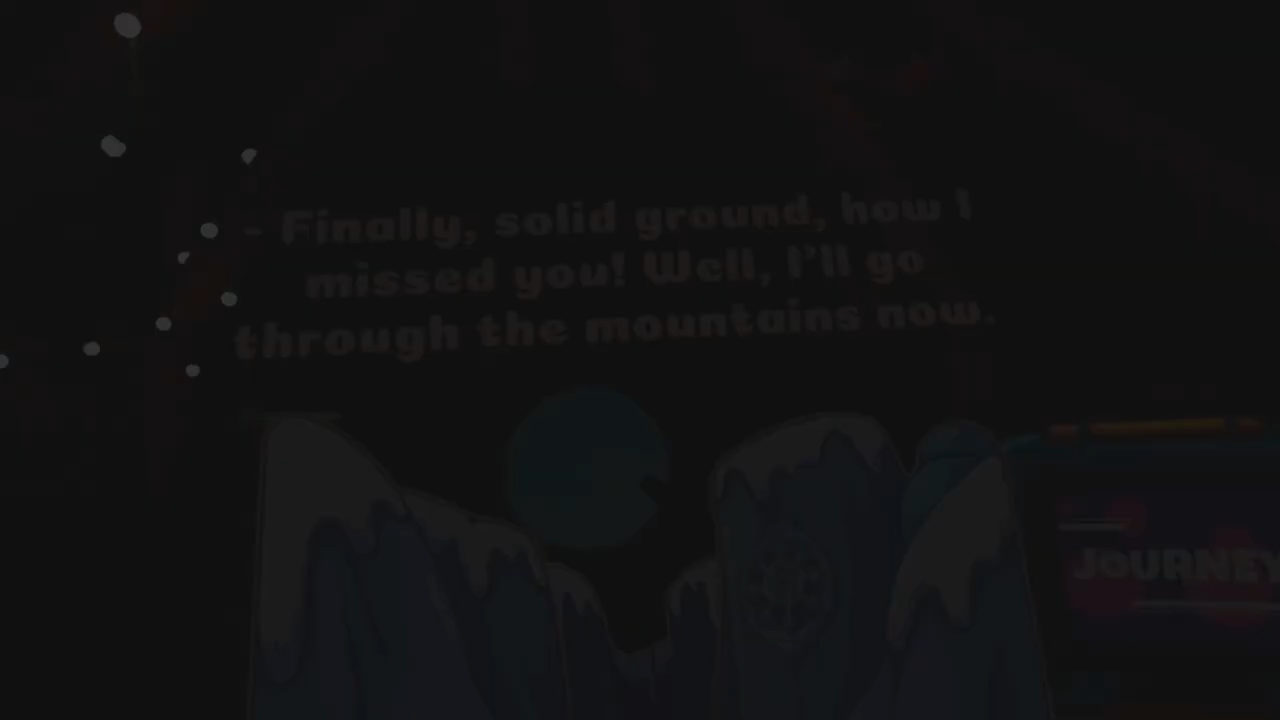 - Finally, solid ground, how I
missed you! Well, I'll go
through the mountains now.
JOURNEY